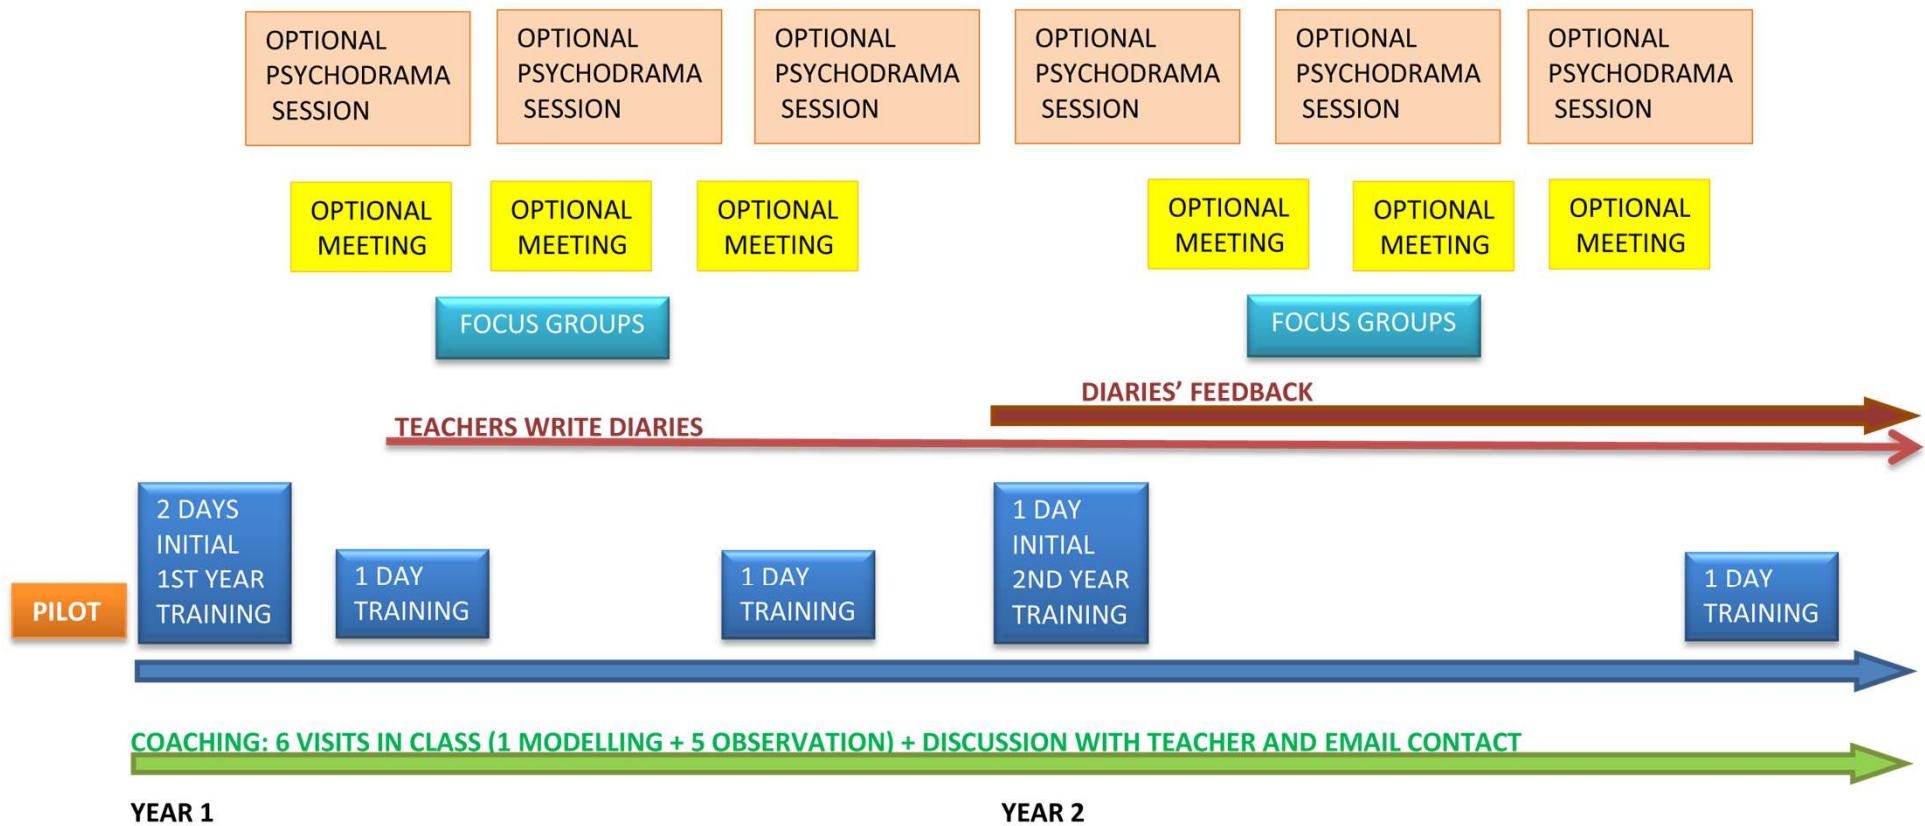 OPTIONAL
PSYCHODRAMA
SESSION
OPTIONAL
PSYCHODRAMA
SESSION
OPTIONAL
PSYCHODRAMA
SESSION
OPTIONAL
PSYCHODRAMA
SESSION
OPTIONAL
PSYCHODRAMA
SESSION
OPTIONAL
PSYCHODRAMA
SESSION
OPTIONAL
MEETING
OPTIONAL
MEETING
OPTIONAL
MEETING
OPTIONAL
MEETING
OPTIONAL
MEETING
OPTIONAL
MEETING
FOCUS GROUPS
FOCUS GROUPS
DIARIES’ FEEDBACK
TEACHERS WRITE DIARIES
PILOT
2 DAYS
INITIAL
1ST YEAR
TRAINING
1 DAY
TRAINING
1 DAY
TRAINING
1 DAY
INITIAL
2ND YEAR
TRAINING
1 DAY
TRAINING
COACHING: 6 VISITS IN CLASS (1 MODELLING + 5 OBSERVATION) + DISCUSSION WITH TEACHER AND EMAIL CONTACT
YEAR 1
YEAR 2